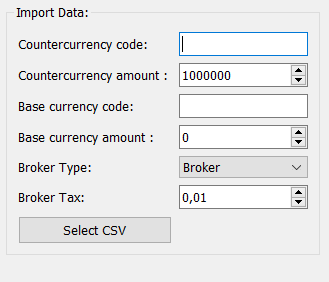 Import Data:
Countercurrency code:
Countercurrency amount : 1000000
Base currency code:
Base currency amount : 0
Broker Type: Broker
Broker Tax: 0,01
Select CSV